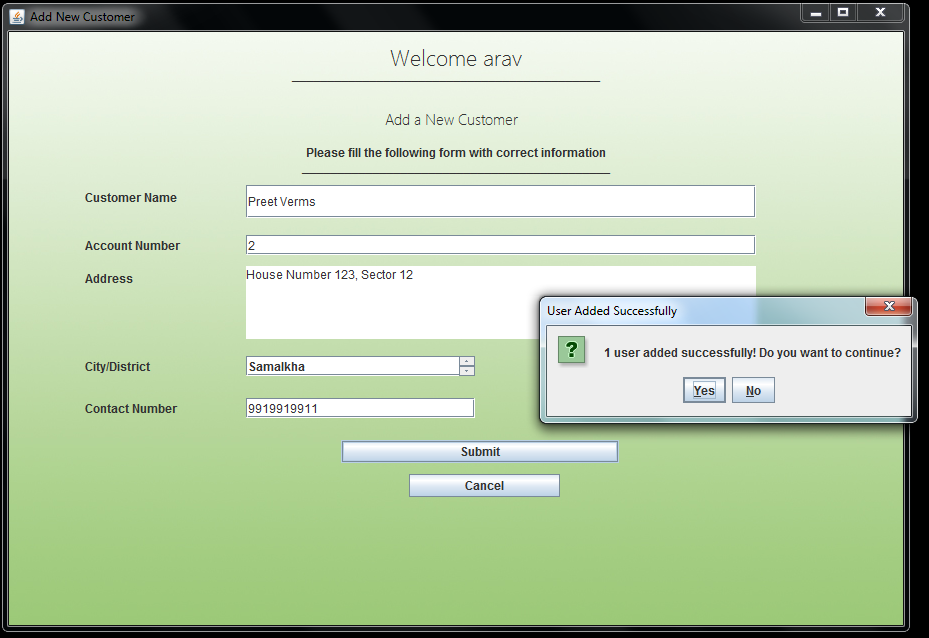 Add New Customer
Welcome arav
Add a New Customer
Please fill the following form with correct information
Customer Name
Preet Verms
Account Number
2
Address
House Number 123, Sector 12
User Added Successfully
? 1 user added successfully! Do you want to continue?
Yes No
City/District
Samalkha
Contact Number
9919919911
Submit
Cancel